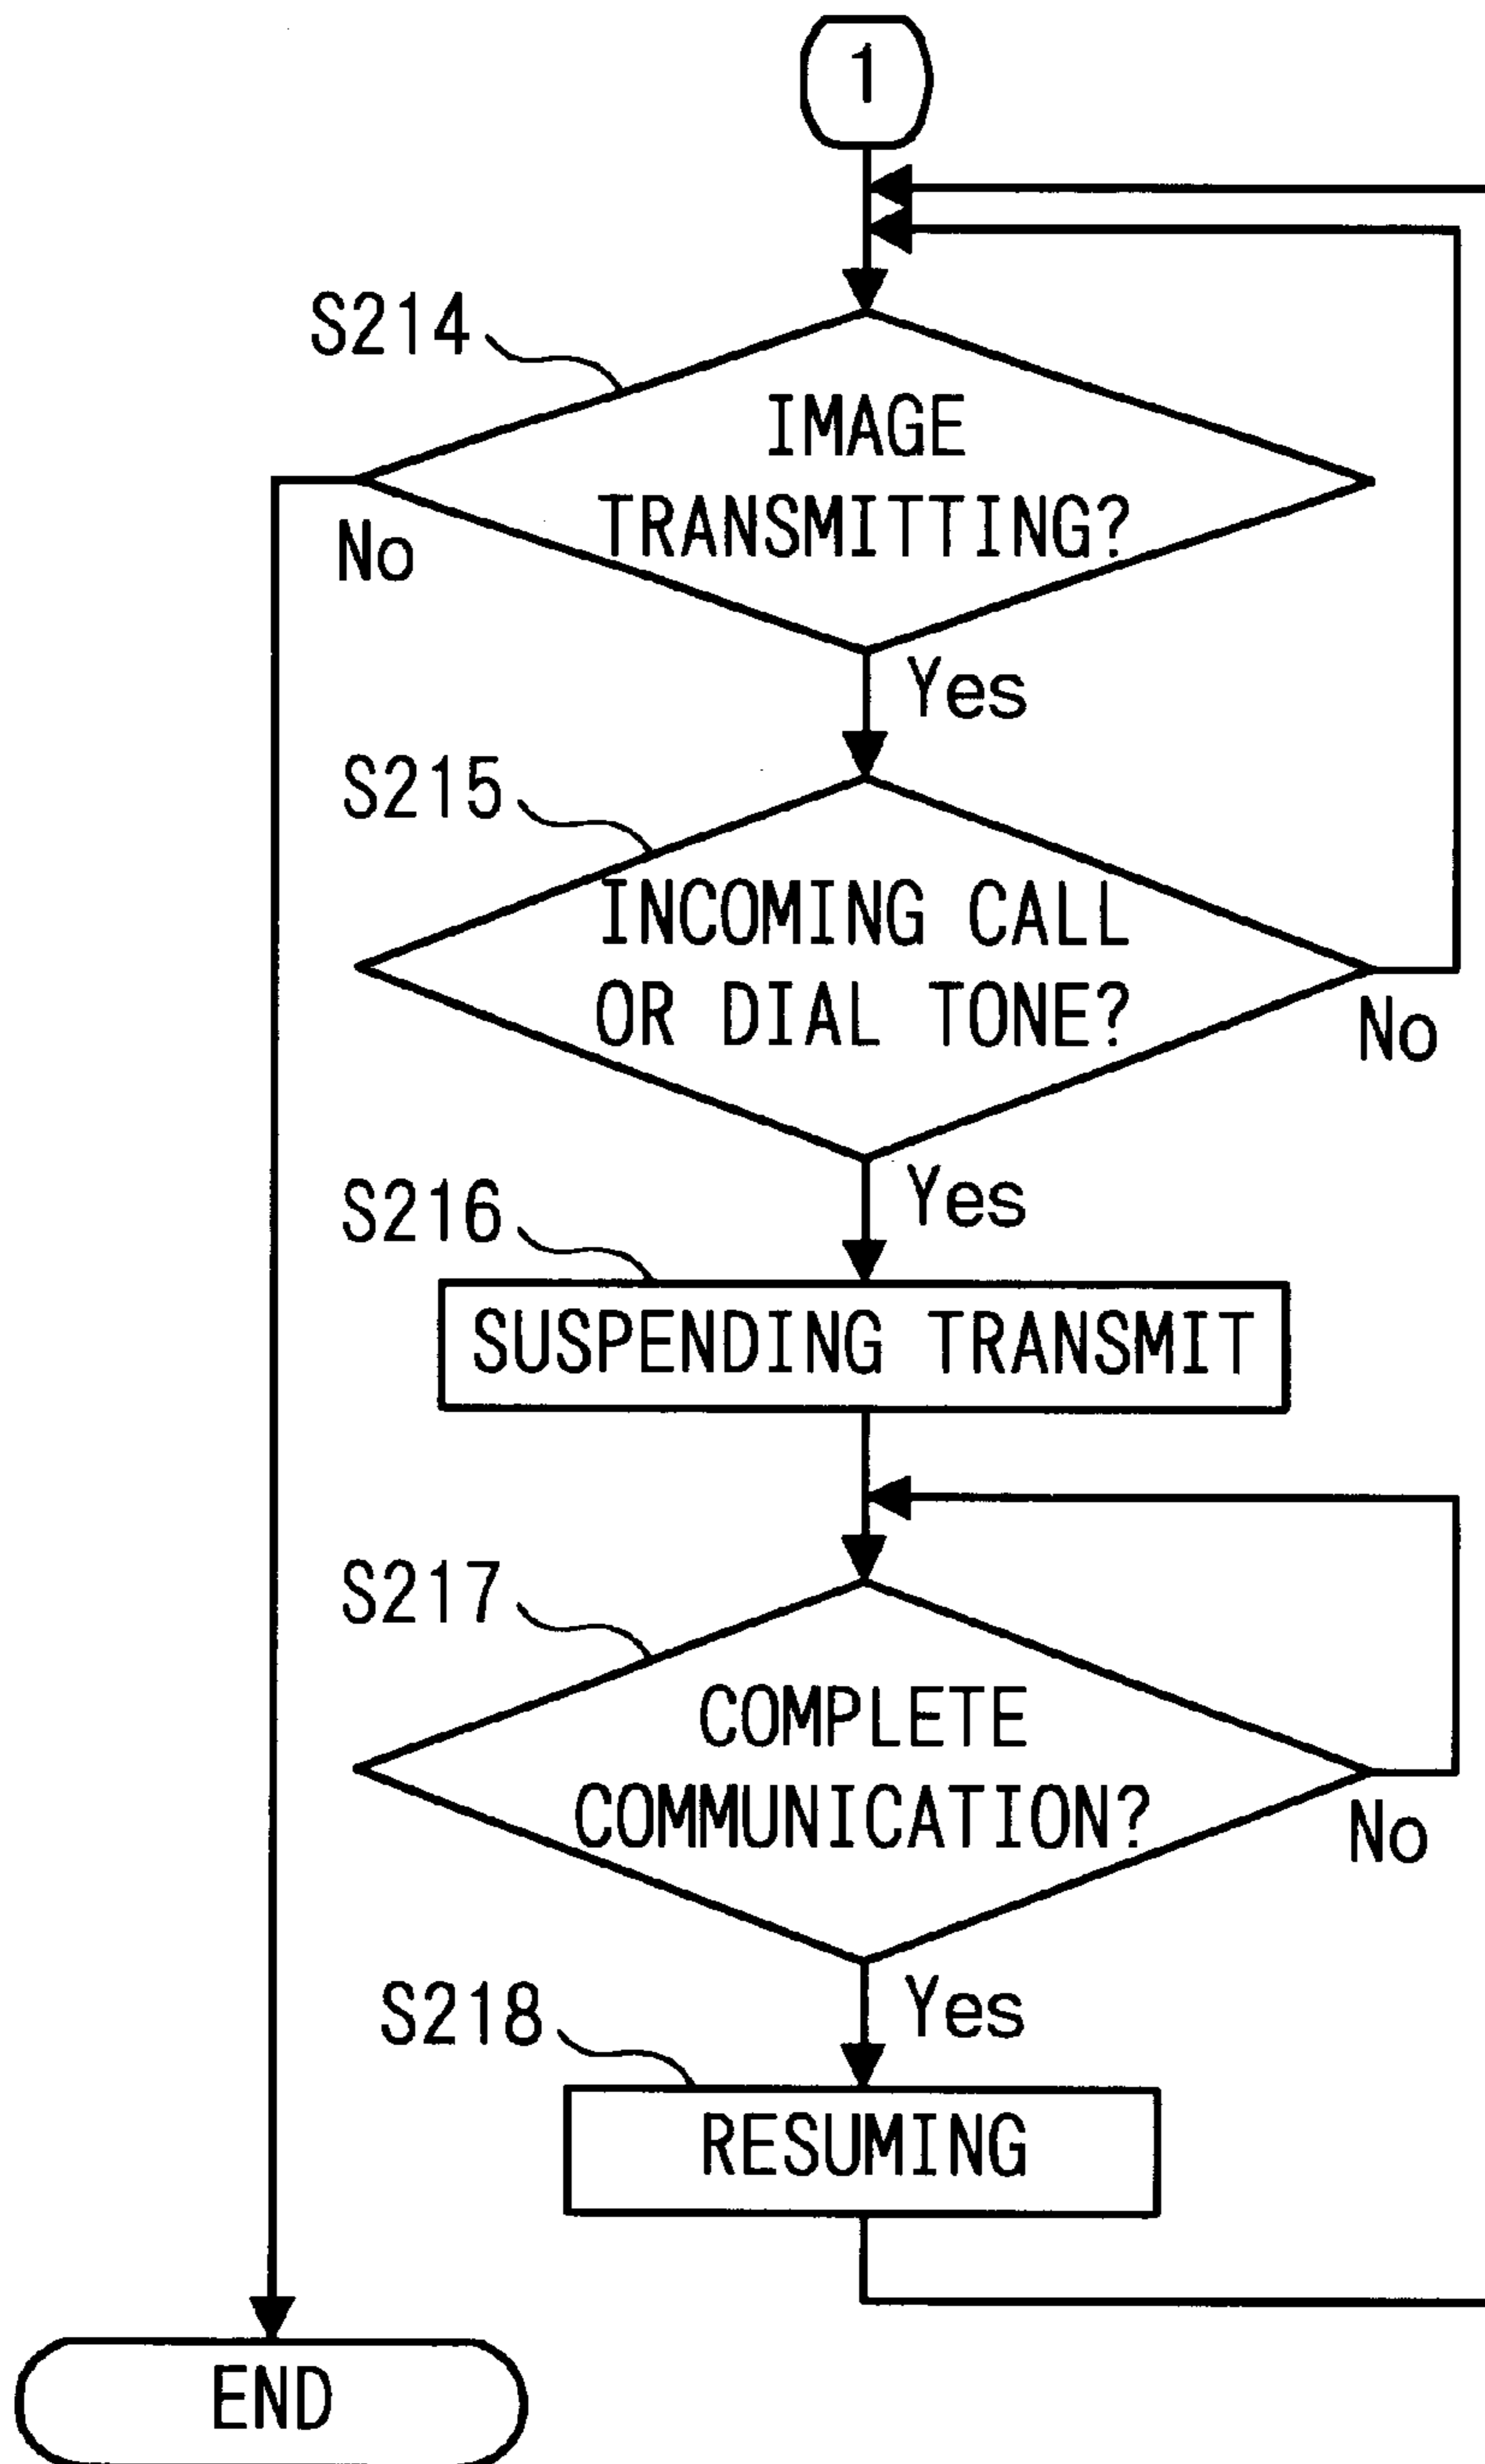 1
S214
IMAGE
TRANSMITTING?
No
Yes
S215
INCOMING CALL
OR DIAL TONE?
No
Yes
S216
SUSPENDING TRANSMIT
S217
COMPLETE
COMMUNICATION?
No
Yes
S218
RESUMING
END